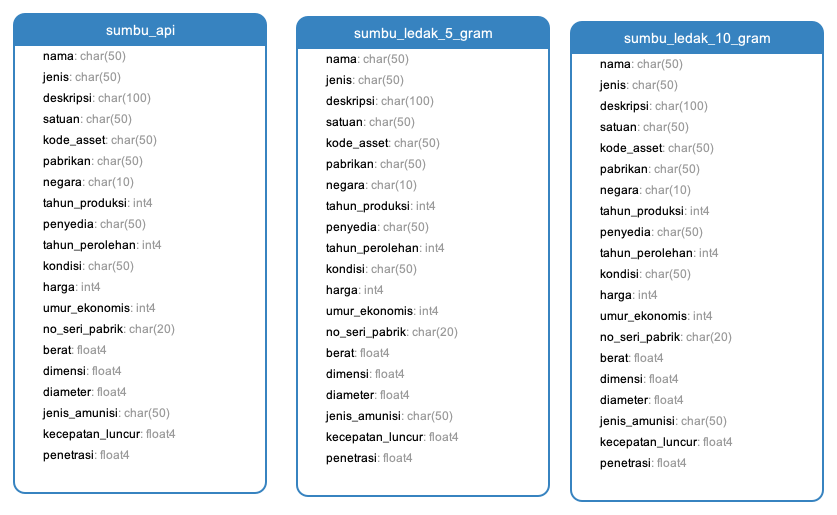 sumbu_api
nama: char(50)
jenis: char(50)
deskripsi: char(100)
satuan: char(50)
kode_asset: char(50)
pabrikan: char(50)
negara: char(10)
tahun_produksi: int4
penyedia: char(50)
tahun_perolehan: int4
kondisi: char(50)
harga: int4
umur_ekonomis: int4
no_seri_pabrik: char(20)
berat: float4
dimensi: float4
diameter: float4
jenis_amunisi: char(50)
kecepatan_luncur: float4
penetrasi: float4
sumbu_ledak_5_gram
nama: char(50)
jenis: char(50)
deskripsi: char(100)
satuan: char(50)
kode_asset: char(50)
pabrikan: char(50)
negara: char(10)
tahun_produksi: int4
penyedia: char(50)
tahun_perolehan: int4
kondisi: char(50)
harga: int4
umur_ekonomis: int4
no_seri_pabrik: char(20)
berat: float4
dimensi: float4
diameter: float4
jenis_amunisi: char(50)
kecepatan_luncur: float4
penetrasi: float4
sumbu_ledak_10_gram
nama: char(50)
jenis: char(50)
deskripsi: char(100)
satuan: char(50)
kode_asset: char(50)
pabrikan: char(50)
negara: char(10)
tahun_produksi: int4
penyedia: char(50)
tahun_perolehan: int4
kondisi: char(50)
harga: int4
umur_ekonomis: int4
no_seri_pabrik: char(20)
berat: float4
dimensi: float4
diameter: float4
jenis_amunisi: char(50)
kecepatan_luncur: float4
penetrasi: float4